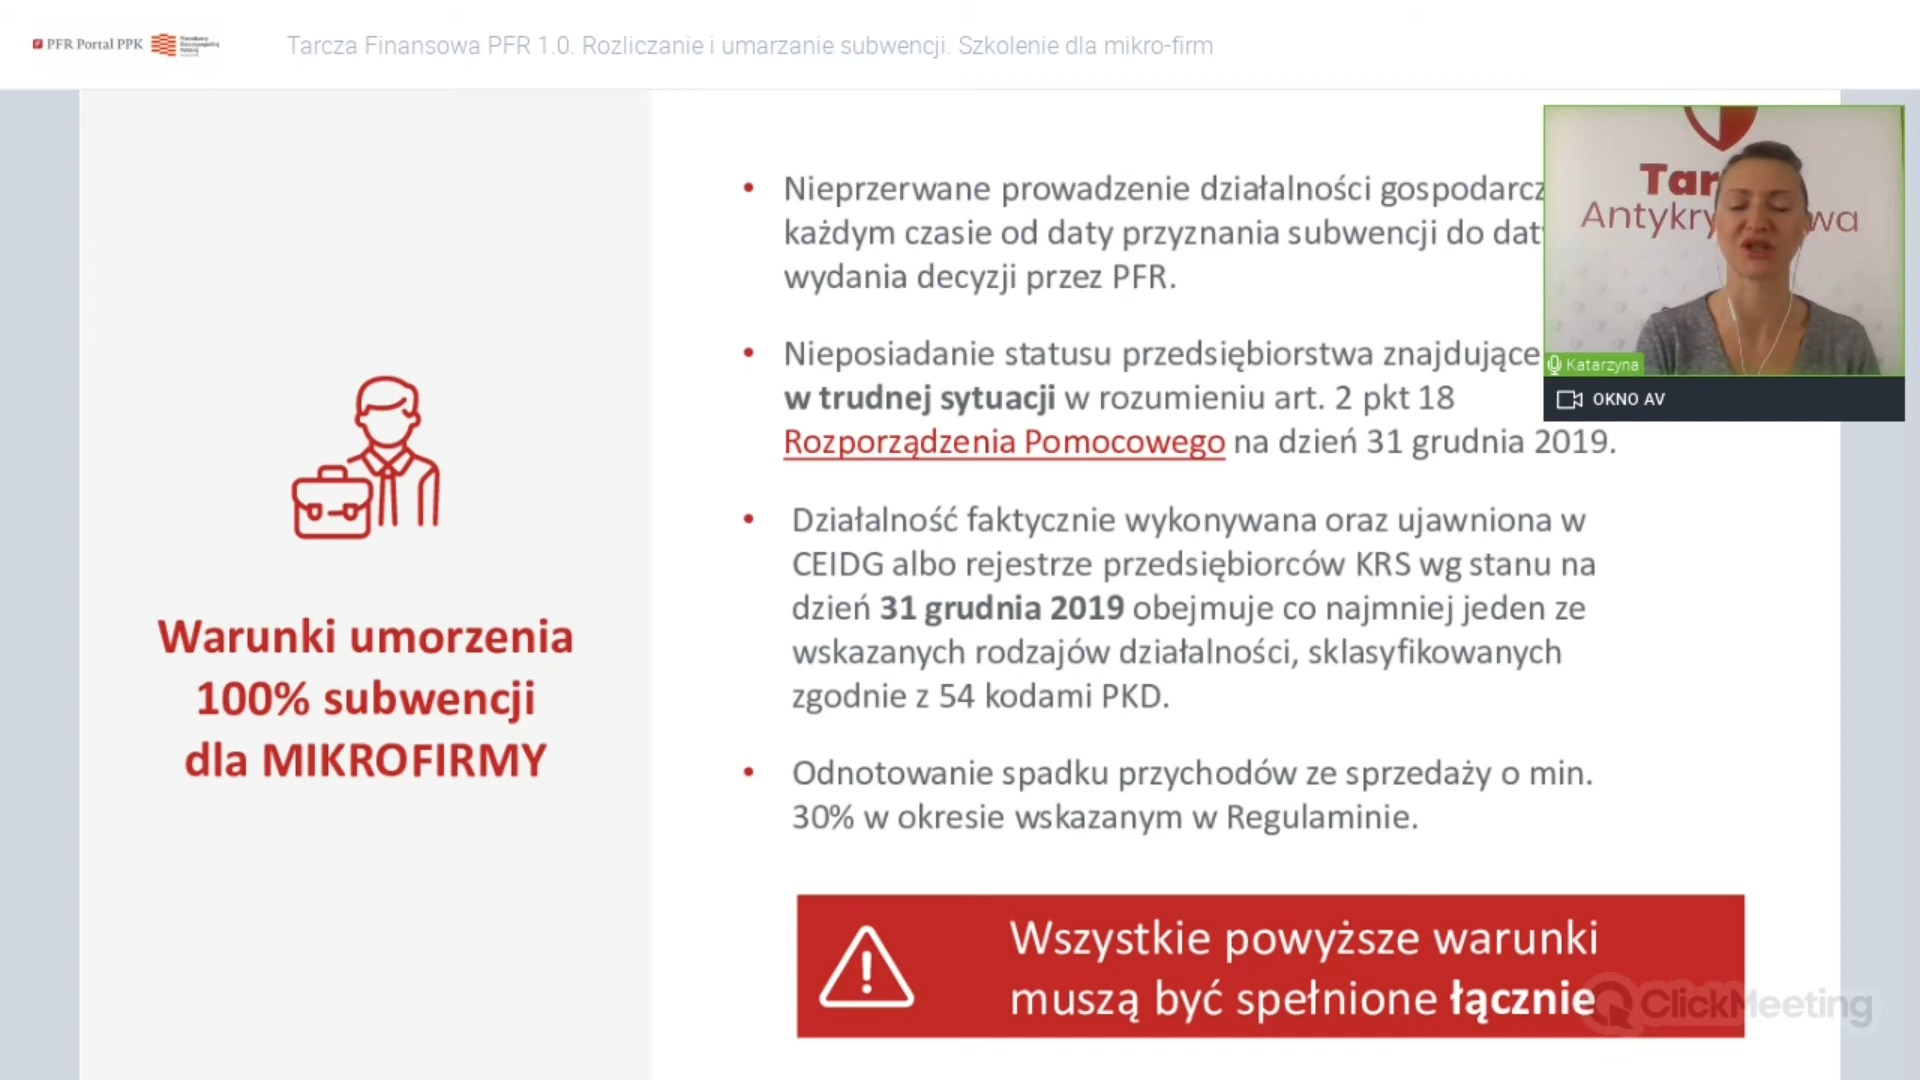 PFR Portal PPK
Tarcza Finansowa PFR 1.0. Rozliczanie i umarzanie subwencji. Szkolenie dla mikro-firm
Warunki umorzenia
100% subwencji
dla MIKROFIRMY
• Nieprzerwane prowadzenie działalności gospodarcz
każdym czasie od daty przyznania subwencji do dat
wydania decyzji przez PFR.
• Nieposiadanie statusu przedsiębiorstwa znajdujące
w trudnej sytuacji w rozumieniu art. 2 pkt 18
Rozporządzenia Pomocowego na dzień 31 grudnia 2019.
• Działalność faktycznie wykonywana oraz ujawniona w
CEIDG albo rejestrze przedsiębiorców KRS wg stanu na
dzień 31 grudnia 2019 obejmuje co najmniej jeden ze
wskazanych rodzajów działalności, sklasyfikowanych
zgodnie z 54 kodami PKD.
• Odnotowanie spadku przychodów ze sprzedaży o min.
30% w okresie wskazanym w Regulaminie.
Wszystkie powyższe warunki
muszą być spełnione łącznie
ClickMeeting
Tar
Antykry wa
Katarzyna
OKNO AV